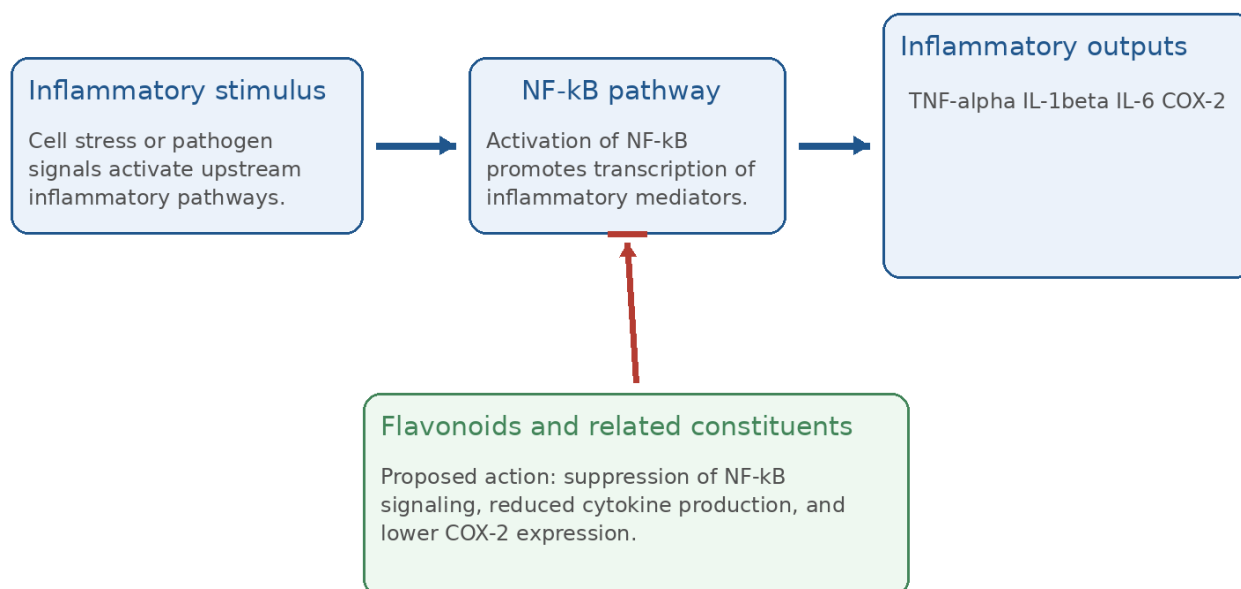 Inflammatory stimulus
Cell stress or pathogen
signals activate upstream
inflammatory pathways.
NF-kB pathway
Activation of NF-kB
promotes transcription of
inflammatory mediators.
Inflammatory outputs
TNF-alpha IL-1beta IL-6 COX-2
Flavonoids and related constituents
Proposed action: suppression of NF-kB
signaling, reduced cytokine production, and
lower COX-2 expression.